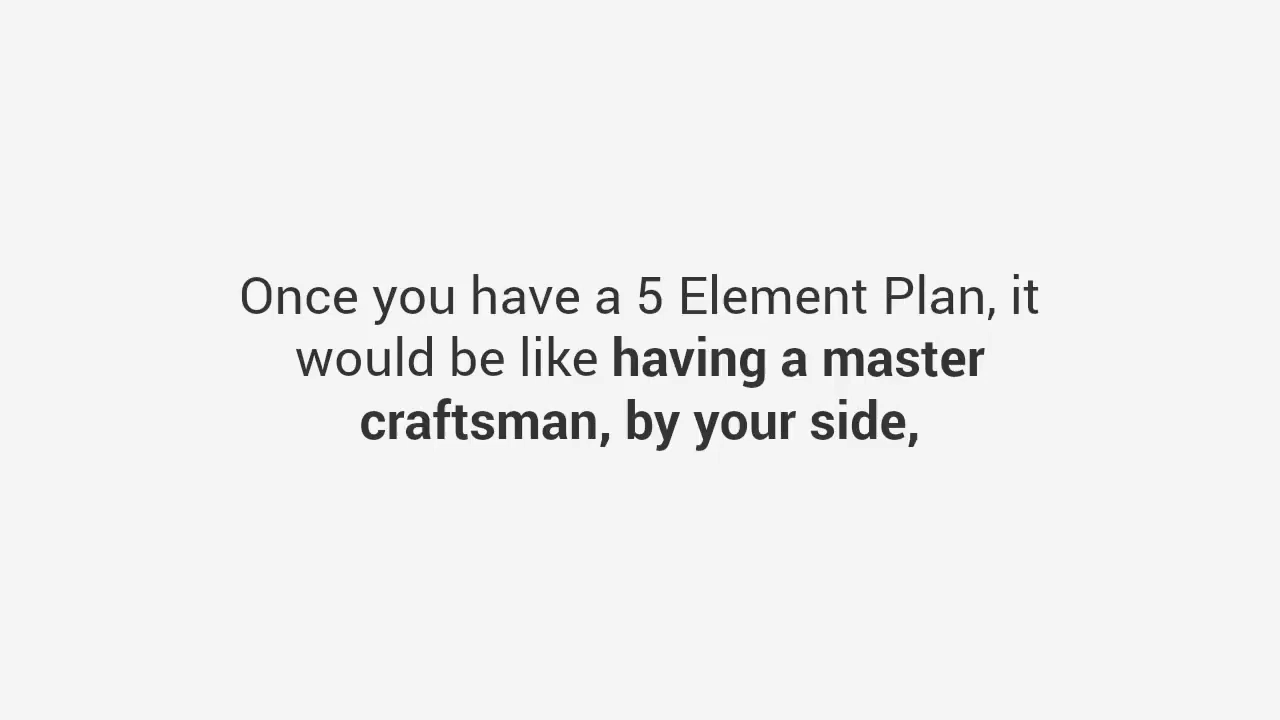 Once you have a 5 Element Plan, it
would be like having a master
craftsman, by your side,